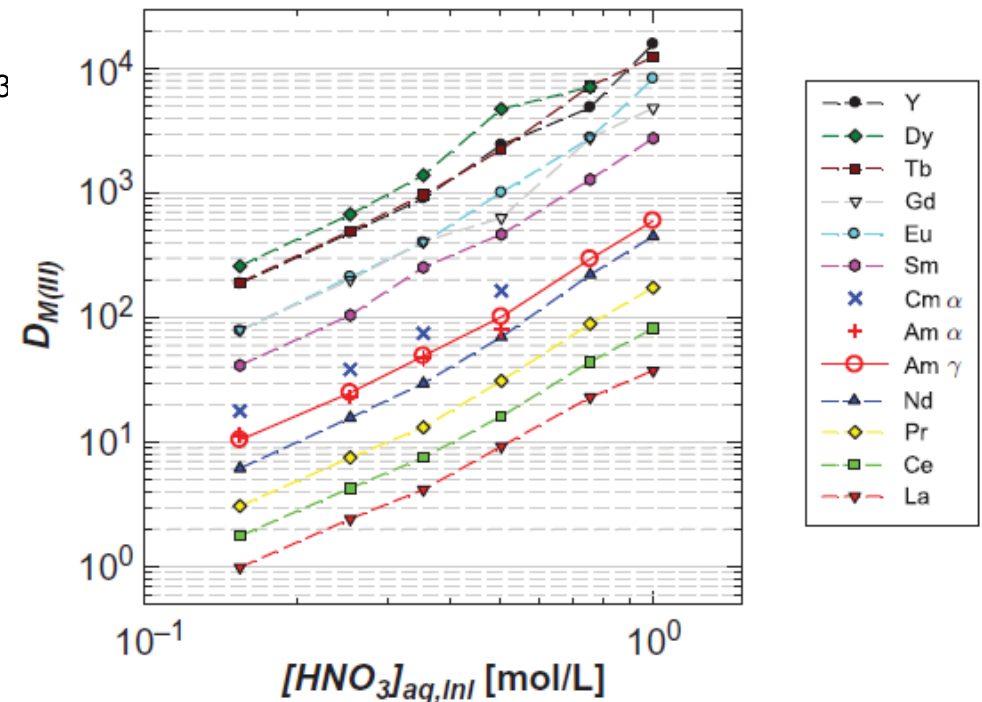 3
10^4
10^3
10^2
10^1
10^0
D_M(III)
10^–1
10^0
[HNO_3]_aq,inl [mol/L]
Y
Dy
Tb
Gd
Eu
Sm
Cm α
Am α
Am γ
Nd
Pr
Ce
La